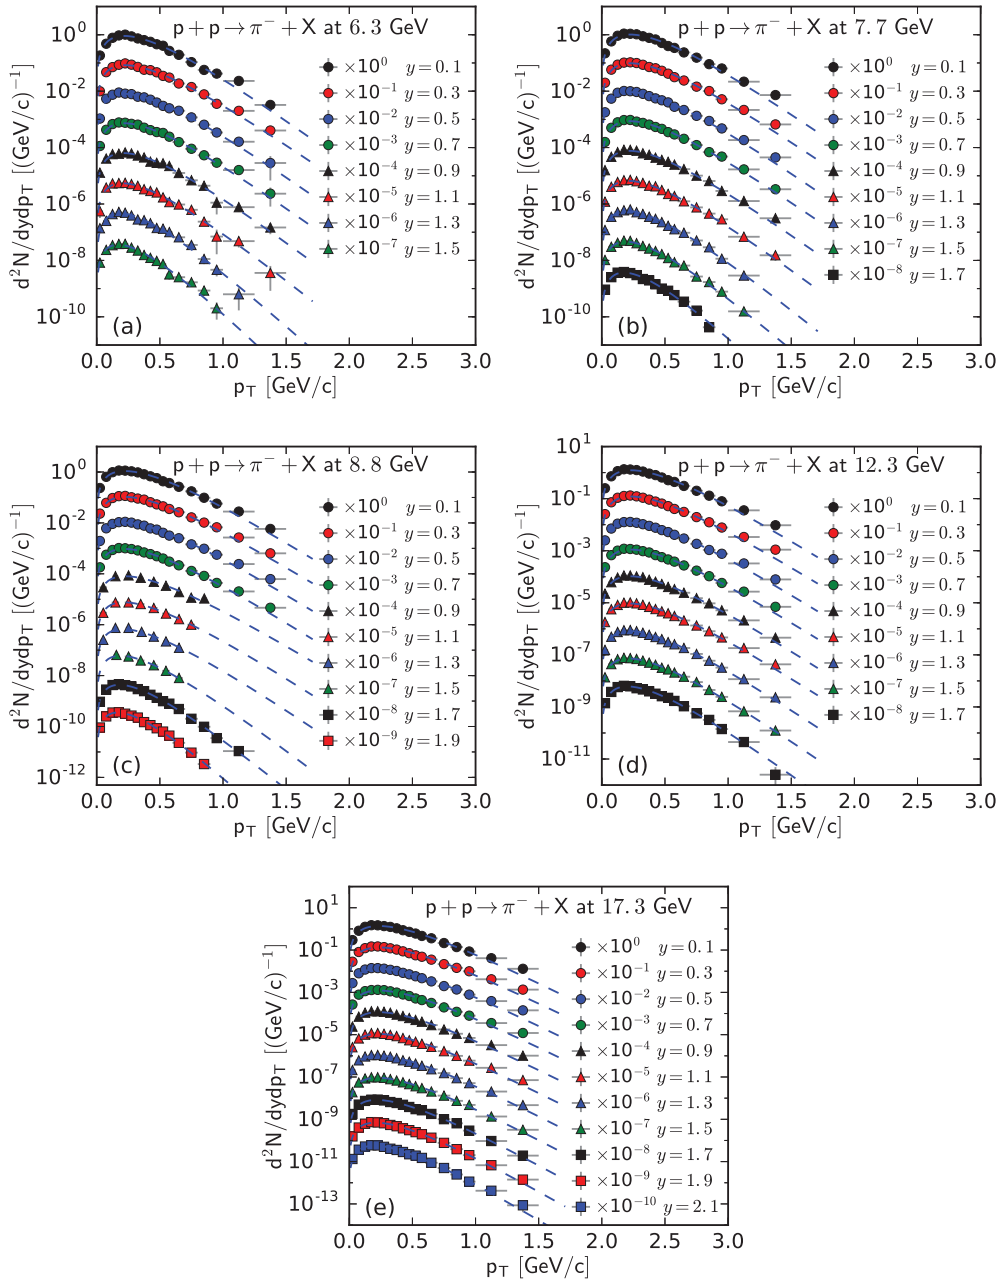 p + p → π⁻ + X at 6.3 GeV
d²N/dydp_T [(GeV/c)⁻¹]
10⁰
10⁻²
10⁻⁴
10⁻⁶
10⁻⁸
10⁻¹⁰
×10⁰ y = 0.1
×10⁻¹ y = 0.3
×10⁻² y = 0.5
×10⁻³ y = 0.7
×10⁻⁴ y = 0.9
×10⁻⁵ y = 1.1
×10⁻⁶ y = 1.3
×10⁻⁷ y = 1.5
(a)
0.0 0.5 1.0 1.5 2.0 2.5 3.0
p_T [GeV/c]
p + p → π⁻ + X at 7.7 GeV
d²N/dydp_T [(GeV/c)⁻¹]
10⁰
10⁻²
10⁻⁴
10⁻⁶
10⁻⁸
10⁻¹⁰
×10⁰ y = 0.1
×10⁻¹ y = 0.3
×10⁻² y = 0.5
×10⁻³ y = 0.7
×10⁻⁴ y = 0.9
×10⁻⁵ y = 1.1
×10⁻⁶ y = 1.3
×10⁻⁷ y = 1.5
×10⁻⁸ y = 1.7
(b)
0.0 0.5 1.0 1.5 2.0 2.5 3.0
p_T [GeV/c]
p + p → π⁻ + X at 8.8 GeV
d²N/dydp_T [(GeV/c)⁻¹]
10⁰
10⁻²
10⁻⁴
10⁻⁶
10⁻⁸
10⁻¹⁰
10⁻¹²
×10⁰ y = 0.1
×10⁻¹ y = 0.3
×10⁻² y = 0.5
×10⁻³ y = 0.7
×10⁻⁴ y = 0.9
×10⁻⁵ y = 1.1
×10⁻⁶ y = 1.3
×10⁻⁷ y = 1.5
×10⁻⁸ y = 1.7
×10⁻⁹ y = 1.9
(c)
0.0 0.5 1.0 1.5 2.0 2.5 3.0
p_T [GeV/c]
p + p → π⁻ + X at 12.3 GeV
d²N/dydp_T [(GeV/c)⁻¹]
10¹
10⁻¹
10⁻³
10⁻⁵
10⁻⁷
10⁻⁹
10⁻¹¹
×10⁰ y = 0.1
×10⁻¹ y = 0.3
×10⁻² y = 0.5
×10⁻³ y = 0.7
×10⁻⁴ y = 0.9
×10⁻⁵ y = 1.1
×10⁻⁶ y = 1.3
×10⁻⁷ y = 1.5
×10⁻⁸ y = 1.7
(d)
0.0 0.5 1.0 1.5 2.0 2.5 3.0
p_T [GeV/c]
p + p → π⁻ + X at 17.3 GeV
d²N/dydp_T [(GeV/c)⁻¹]
10¹
10⁻¹
10⁻³
10⁻⁵
10⁻⁷
10⁻⁹
10⁻¹¹
10⁻¹³
×10⁰ y = 0.1
×10⁻¹ y = 0.3
×10⁻² y = 0.5
×10⁻³ y = 0.7
×10⁻⁴ y = 0.9
×10⁻⁵ y = 1.1
×10⁻⁶ y = 1.3
×10⁻⁷ y = 1.5
×10⁻⁸ y = 1.7
×10⁻⁹ y = 1.9
×10⁻¹⁰ y = 2.1
(e)
0.0 0.5 1.0 1.5 2.0 2.5 3.0
p_T [GeV/c]